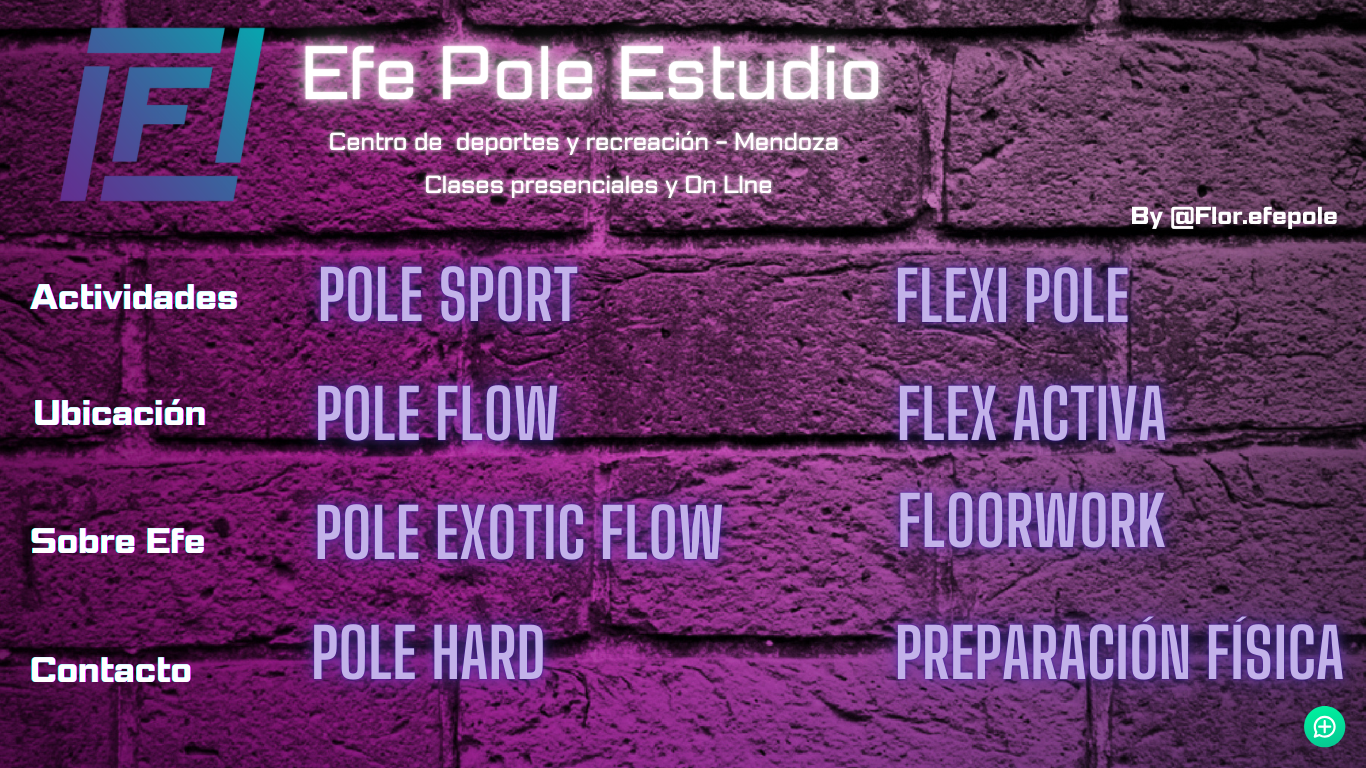 Efe Pole Estudio
Centro de deportes y recreación - Mendoza
Clases presenciales y On LIne
By @Flor.efepole
Actividades
Ubicación
Sobre Efe
Contacto
POLE SPORT
POLE FLOW
POLE EXOTIC FLOW
POLE HARD
FLEXI POLE
FLEX ACTIVA
FLOORWORK
PREPARACIÓN FÍSICA